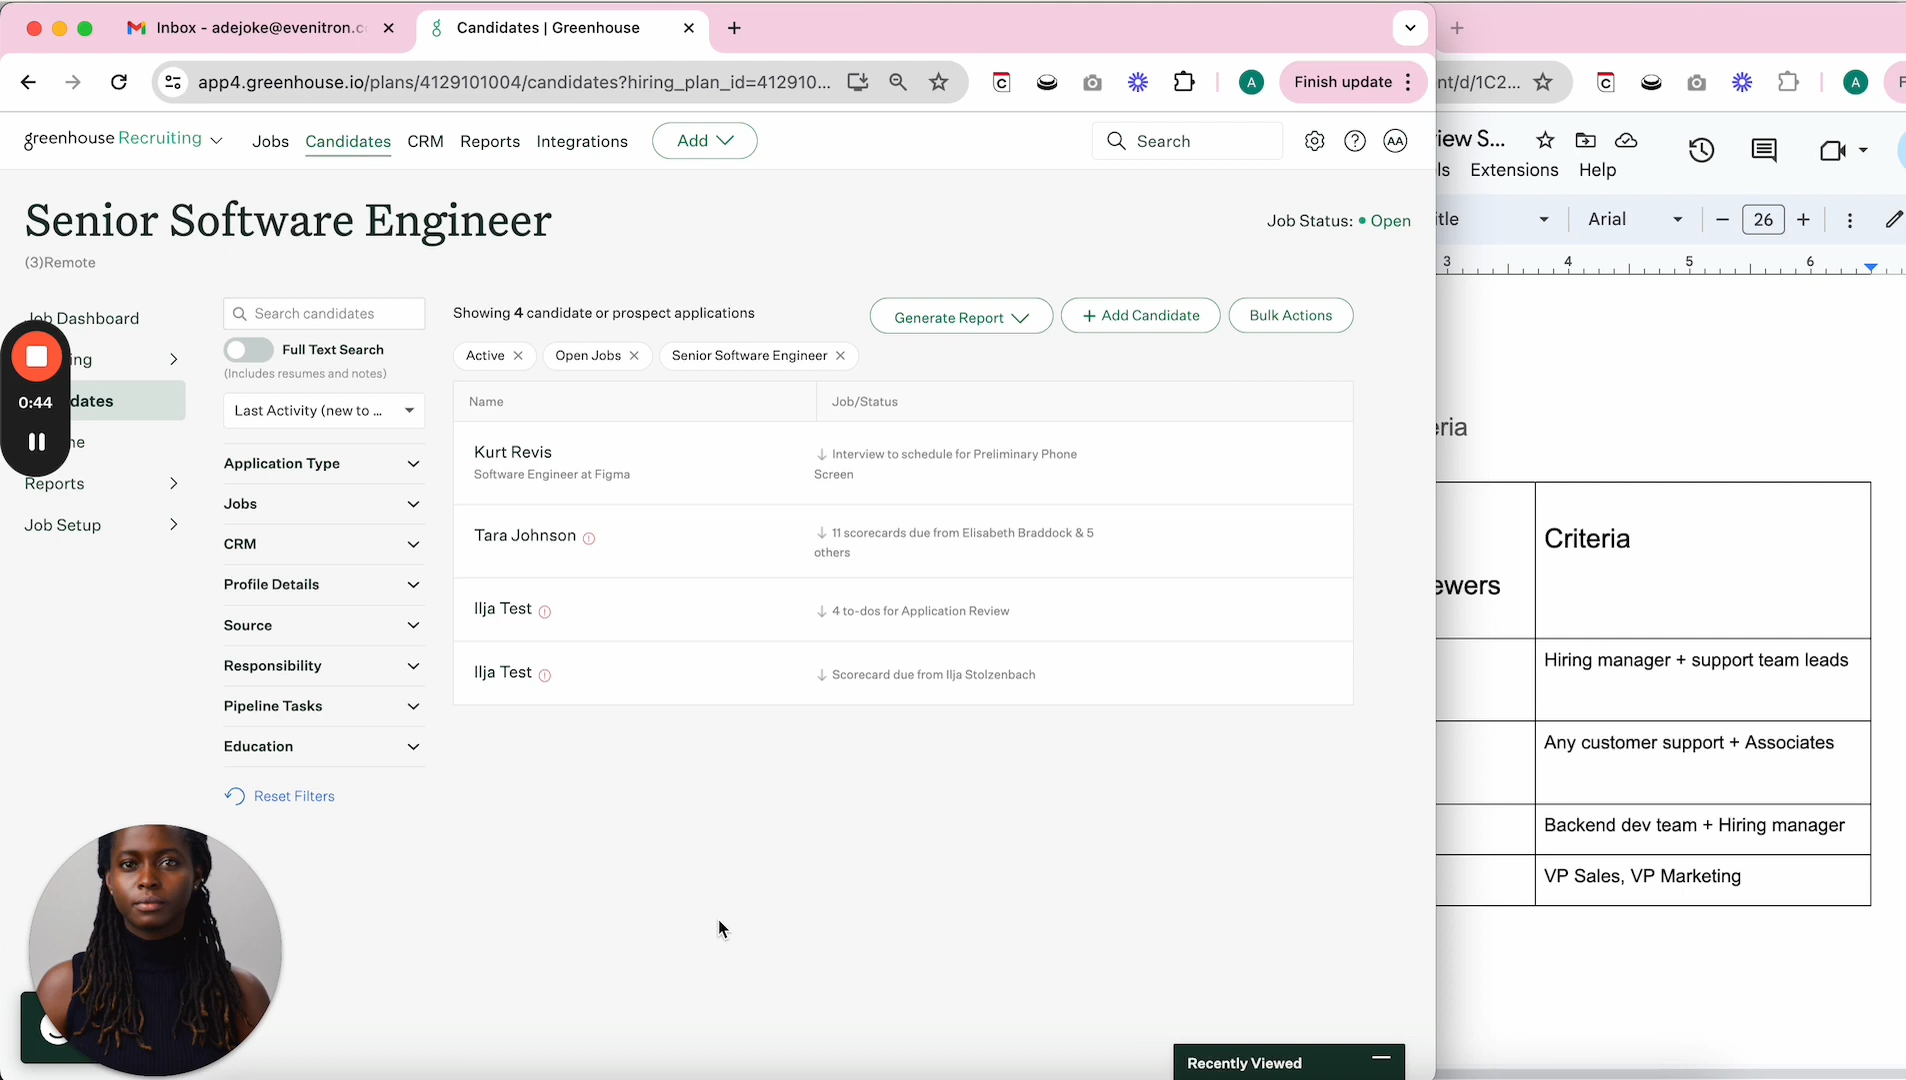 Inbox - adejoke@evenitron.c
Candidates | Greenhouse
app4.greenhouse.io/plans/4129101004/candidates?hiring_plan_id=412910...
A
Finish update
nt/d/1C2...
A
greenhouse Recruiting
Jobs
Candidates
CRM
Reports
Integrations
Add
Search
AA
iew S...
ls
Extensions
Help
Senior Software Engineer
Job Status: Open
(3)Remote
itle
Arial
26
3
4
5
6
Job Dashboard
ing
dates
ne
Reports
Job Setup
0:44
Search candidates
Full Text Search
(Includes resumes and notes)
Last Activity (new to ...
Application Type
Jobs
CRM
Profile Details
Source
Responsibility
Pipeline Tasks
Education
Reset Filters
Showing 4 candidate or prospect applications
Generate Report
+ Add Candidate
Bulk Actions
Active
Open Jobs
Senior Software Engineer
Name
Job/Status
Kurt Revis
Software Engineer at Figma
Interview to schedule for Preliminary Phone
Screen
Tara Johnson
11 scorecards due from Elisabeth Braddock & 5
others
Ilja Test
4 to-dos for Application Review
Ilja Test
Scorecard due from Ilja Stolzenbach
Recently Viewed
eria
ewers
Criteria
Hiring manager + support team leads
Any customer support + Associates
Backend dev team + Hiring manager
VP Sales, VP Marketing